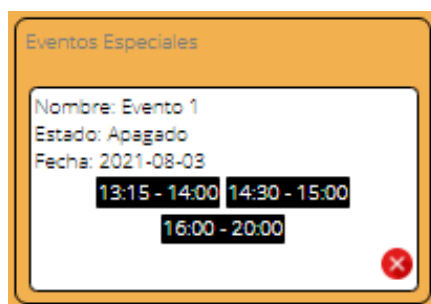 Eventos Especiales
Nombre: Evento 1
Estado: Apagado
Fecha: 2021-08-03
13:15 - 14:00 14:30 - 15:00
16:00 - 20:00